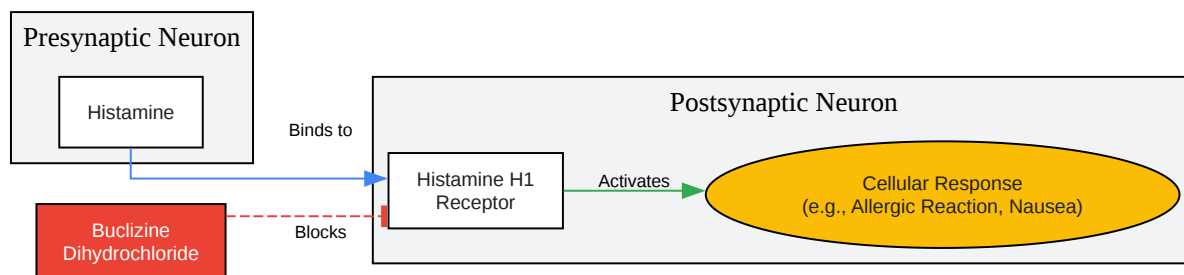 Presynaptic Neuron
Histamine
Binds to
Postsynaptic Neuron
Histamine H1
Receptor
Activates
Cellular Response
(e.g., Allergic Reaction, Nausea)
Buclizine
Dihydrochloride
Blocks